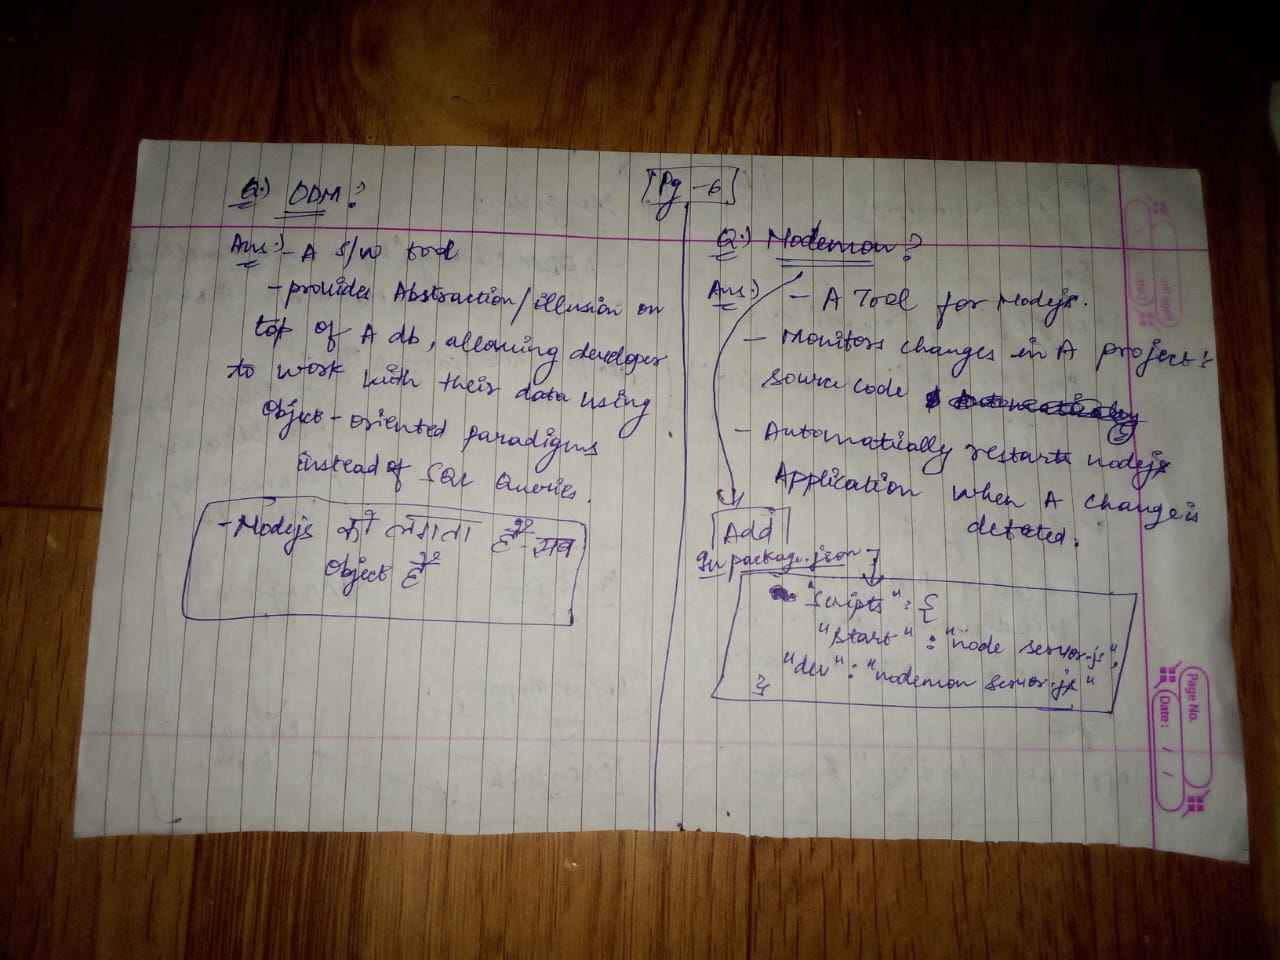 Pg - 6
Q.) ODM?
Ans:- - A S/W tool
- provides Abstraction/illusion on
top of A db, allowing developer
to work with their data using
Object-oriented paradigms
instead of SQL Queries.
- Nodejs को लगता है सब
Object है
Q.) Nodemon?
Ans:) - A Tool for Nodejs.
- Monitors changes in A project's
source code
- Automatically restarts nodejs
Application when A change is
detected.
Add
In package.json
"scripts" : {
"start" : "node server.js",
"dev" : "nodemon server.js"
}
Page No.
Date : / /